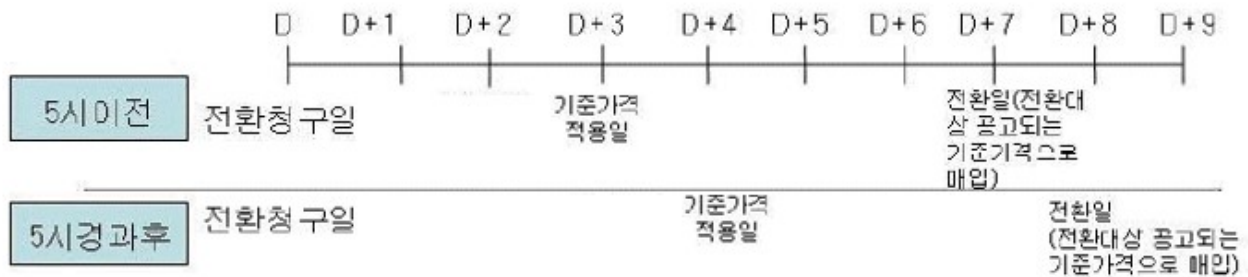 D D+1 D+2 D+3 D+4 D+5 D+6 D+7 D+8 D+9
5시이전
전환청구일
기준가격
적용일
전환일(전환대
상 공고되는
기준가격으로
매입)
5시경과후
전환청구일
기준가격
적용일
전환일
(전환대상 공고되는
기준가격으로 매입)